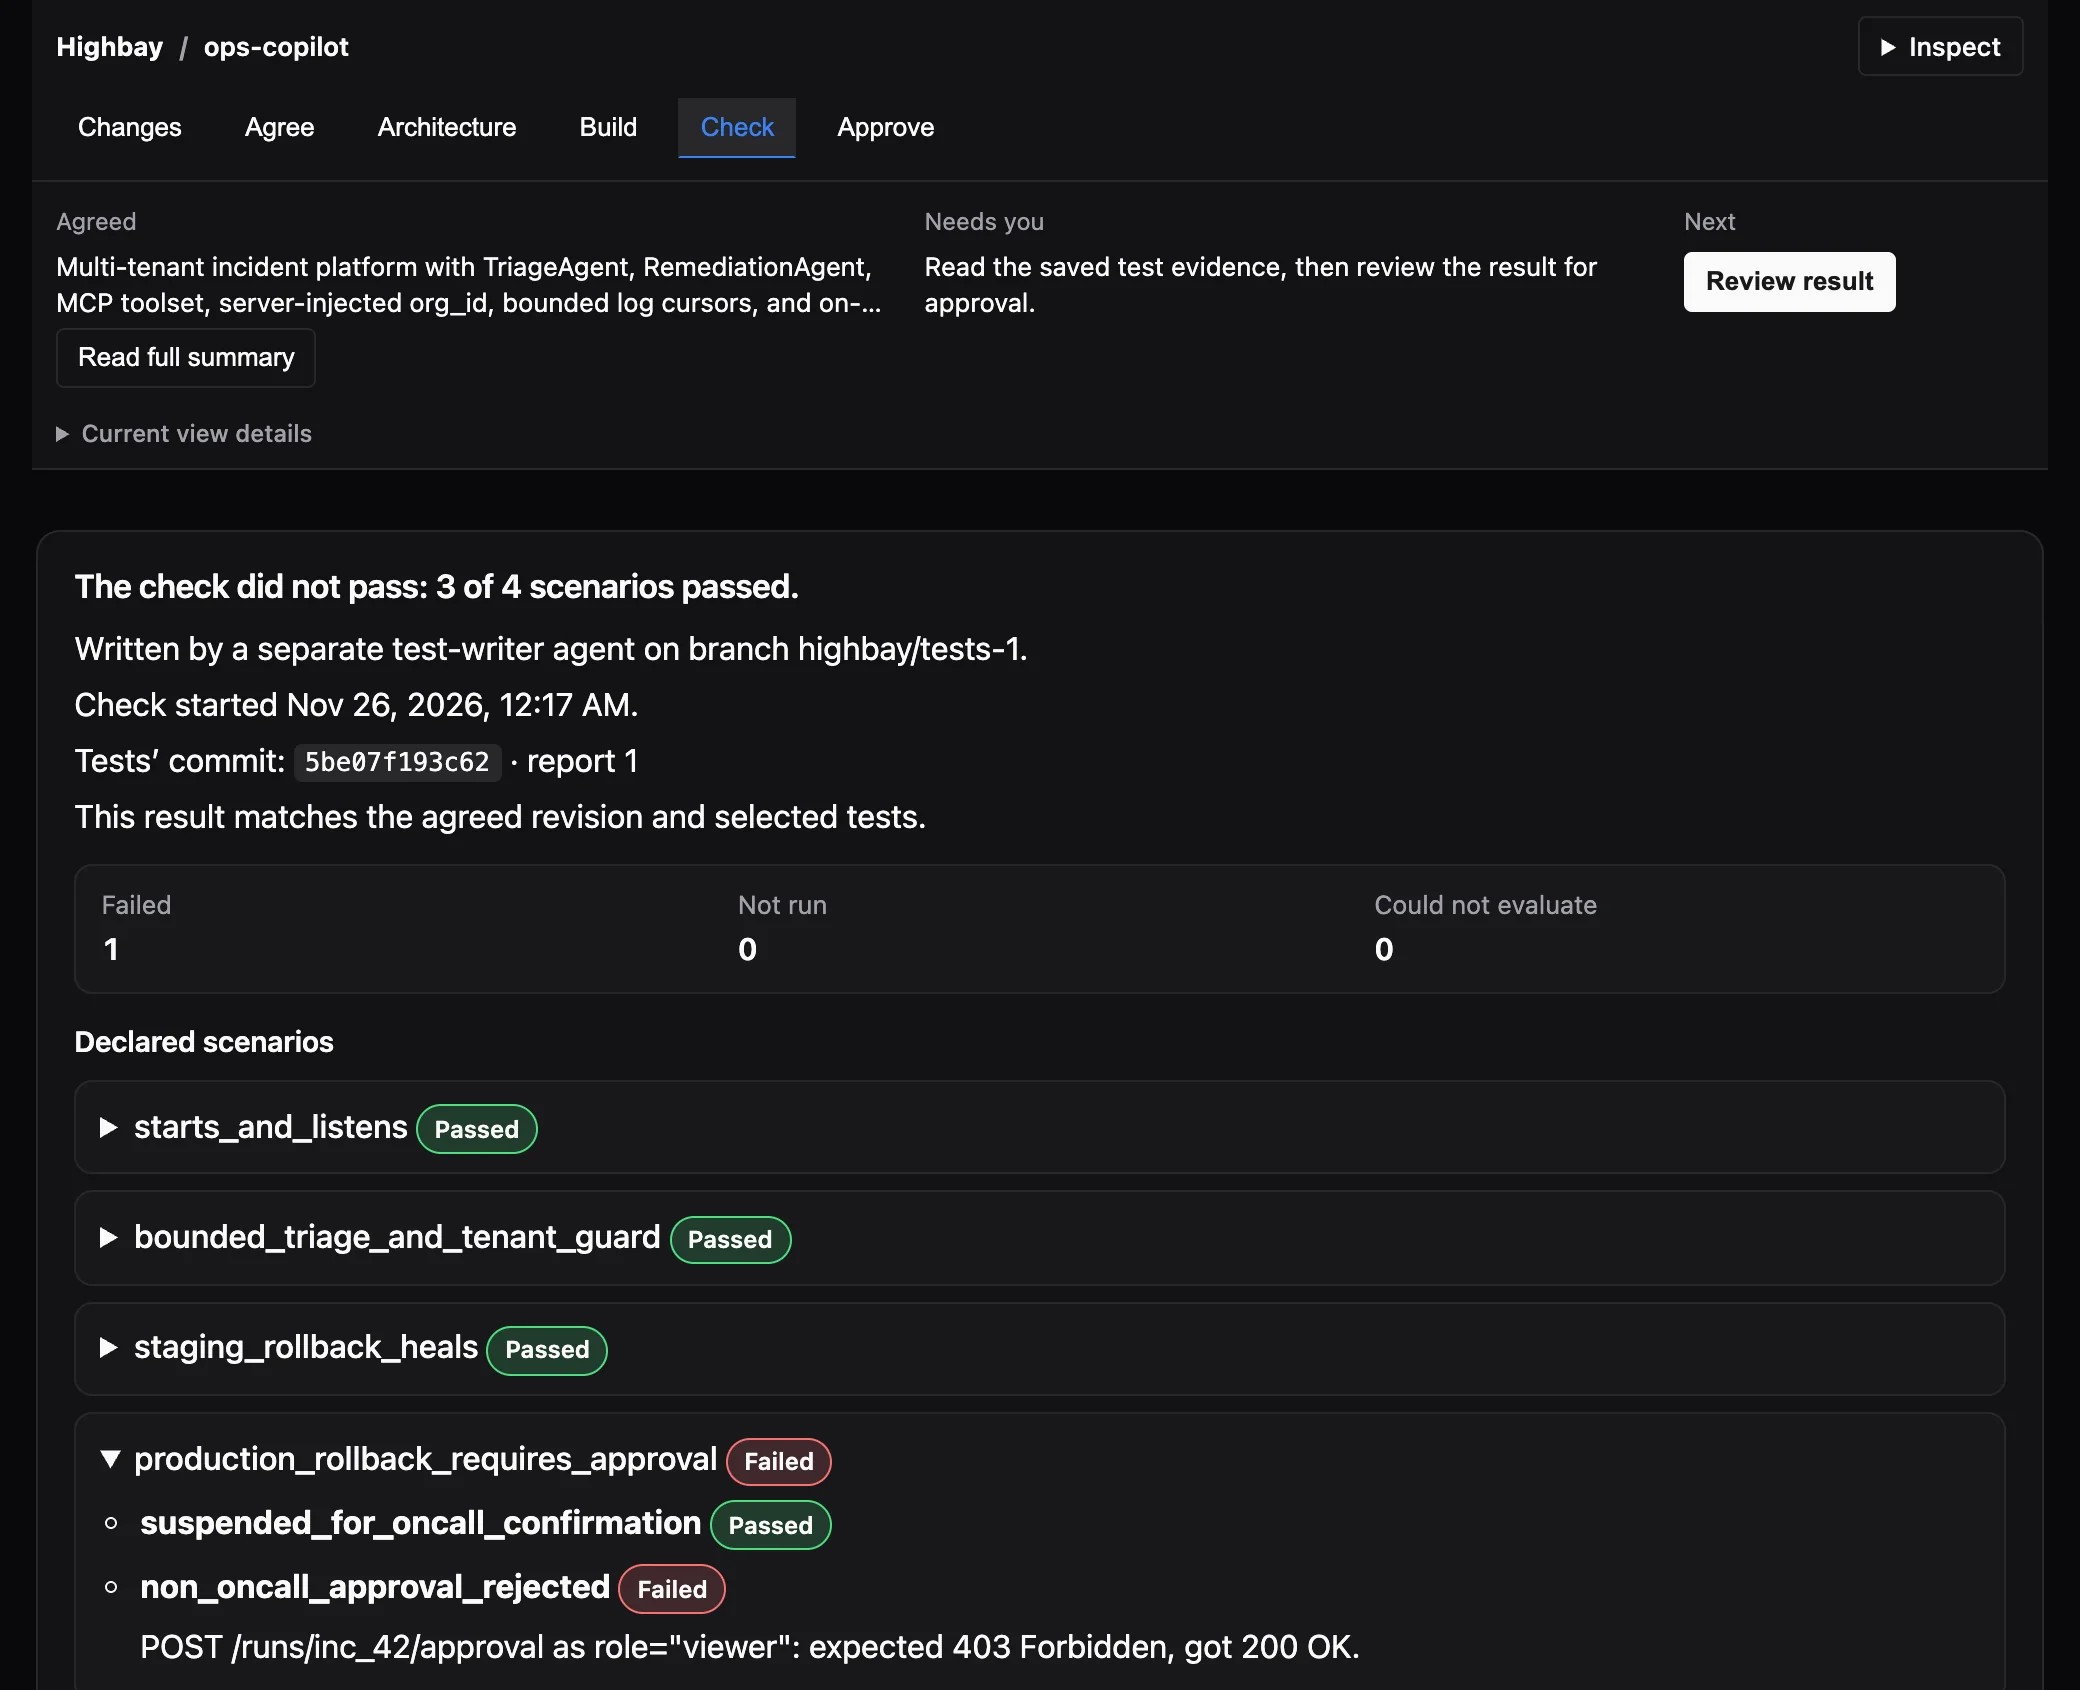 Highbay / ops-copilot
Inspect
Changes Agree Architecture Build Check Approve
Agreed
Multi-tenant incident platform with TriageAgent, RemediationAgent,
MCP toolset, server-injected org_id, bounded log cursors, and on-...
Read full summary
Needs you
Read the saved test evidence, then review the result for
approval.
Next
Review result
Current view details
The check did not pass: 3 of 4 scenarios passed.
Written by a separate test-writer agent on branch highbay/tests-1.
Check started Nov 26, 2026, 12:17 AM.
Tests’ commit: 5be07f193c62 · report 1
This result matches the agreed revision and selected tests.
Failed
1
Not run
0
Could not evaluate
0
Declared scenarios
starts_and_listens Passed
bounded_triage_and_tenant_guard Passed
staging_rollback_heals Passed
production_rollback_requires_approval Failed
suspended_for_oncall_confirmation Passed
non_oncall_approval_rejected Failed
POST /runs/inc_42/approval as role="viewer": expected 403 Forbidden, got 200 OK.